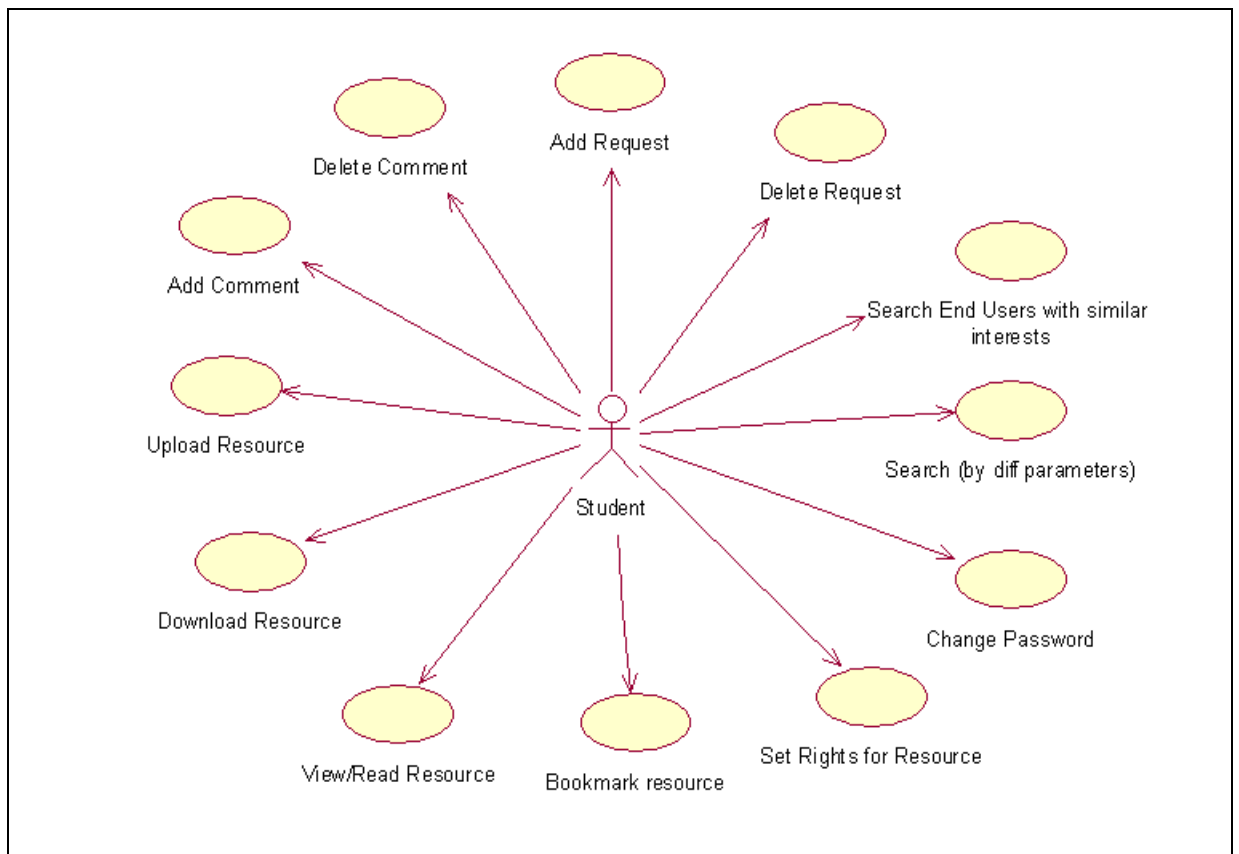 Add Request
Delete Comment
Delete Request
Add Comment
Search End Users with similar
interests
Upload Resource
Search (by diff parameters)
Student
Download Resource
Change Password
View/Read Resource
Bookmark resource
Set Rights for Resource